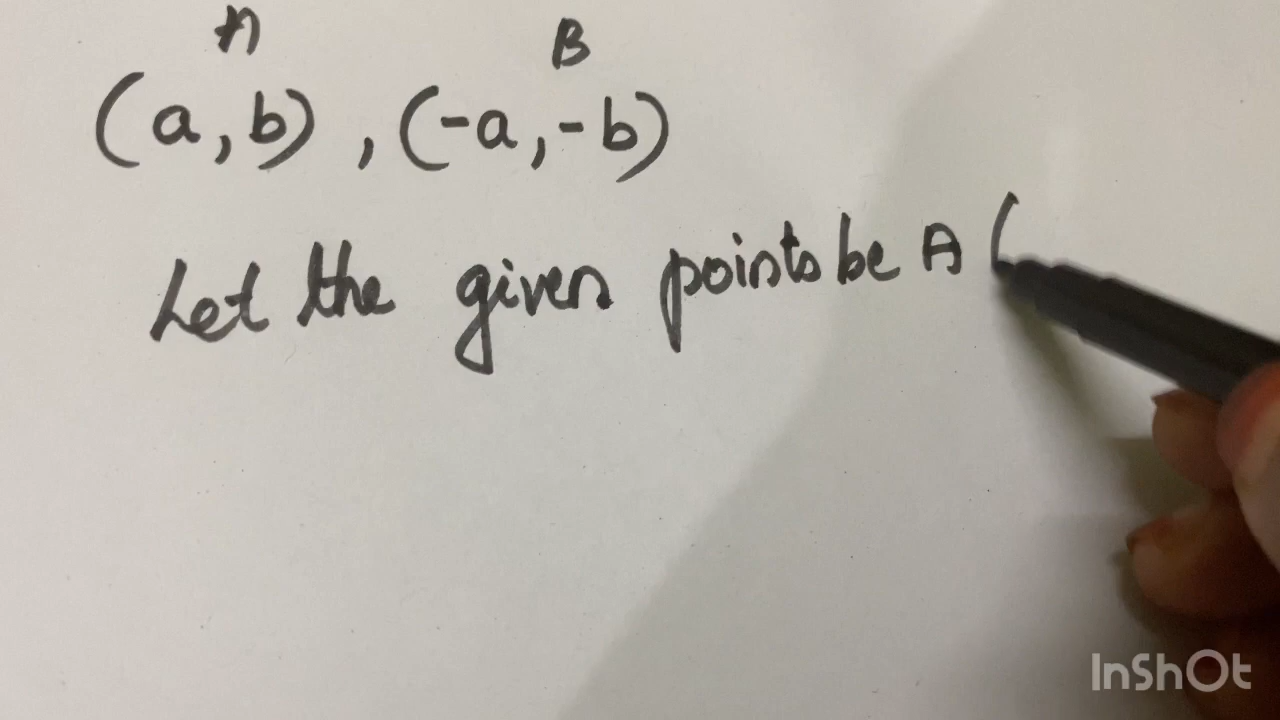 A B
(a,b) , (-a,-b)
Let the given points be A (
InShOt